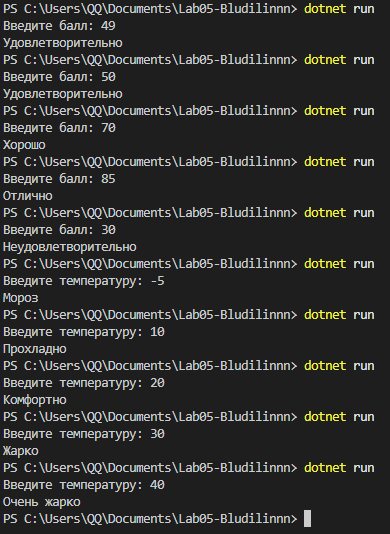 PS C:\Users\QQ\Documents\Lab05-Bludilinnn> dotnet run
Введите балл: 49
Удовлетворительно
PS C:\Users\QQ\Documents\Lab05-Bludilinnn> dotnet run
Введите балл: 50
Удовлетворительно
PS C:\Users\QQ\Documents\Lab05-Bludilinnn> dotnet run
Введите балл: 70
Хорошо
PS C:\Users\QQ\Documents\Lab05-Bludilinnn> dotnet run
Введите балл: 85
Отлично
PS C:\Users\QQ\Documents\Lab05-Bludilinnn> dotnet run
Введите балл: 30
Неудовлетворительно
PS C:\Users\QQ\Documents\Lab05-Bludilinnn> dotnet run
Введите температуру: -5
Мороз
PS C:\Users\QQ\Documents\Lab05-Bludilinnn> dotnet run
Введите температуру: 10
Прохладно
PS C:\Users\QQ\Documents\Lab05-Bludilinnn> dotnet run
Введите температуру: 20
Комфортно
PS C:\Users\QQ\Documents\Lab05-Bludilinnn> dotnet run
Введите температуру: 30
Жарко
PS C:\Users\QQ\Documents\Lab05-Bludilinnn> dotnet run
Введите температуру: 40
Очень жарко
PS C:\Users\QQ\Documents\Lab05-Bludilinnn>